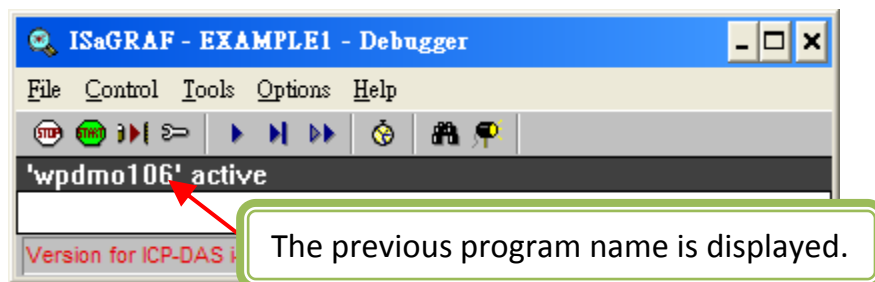 ISaGRAF - EXAMPLE1 - Debugger
File Control Tools Options Help
STOP START
'wpdmo106' active
The previous program name is displayed.
Version for ICP-DAS